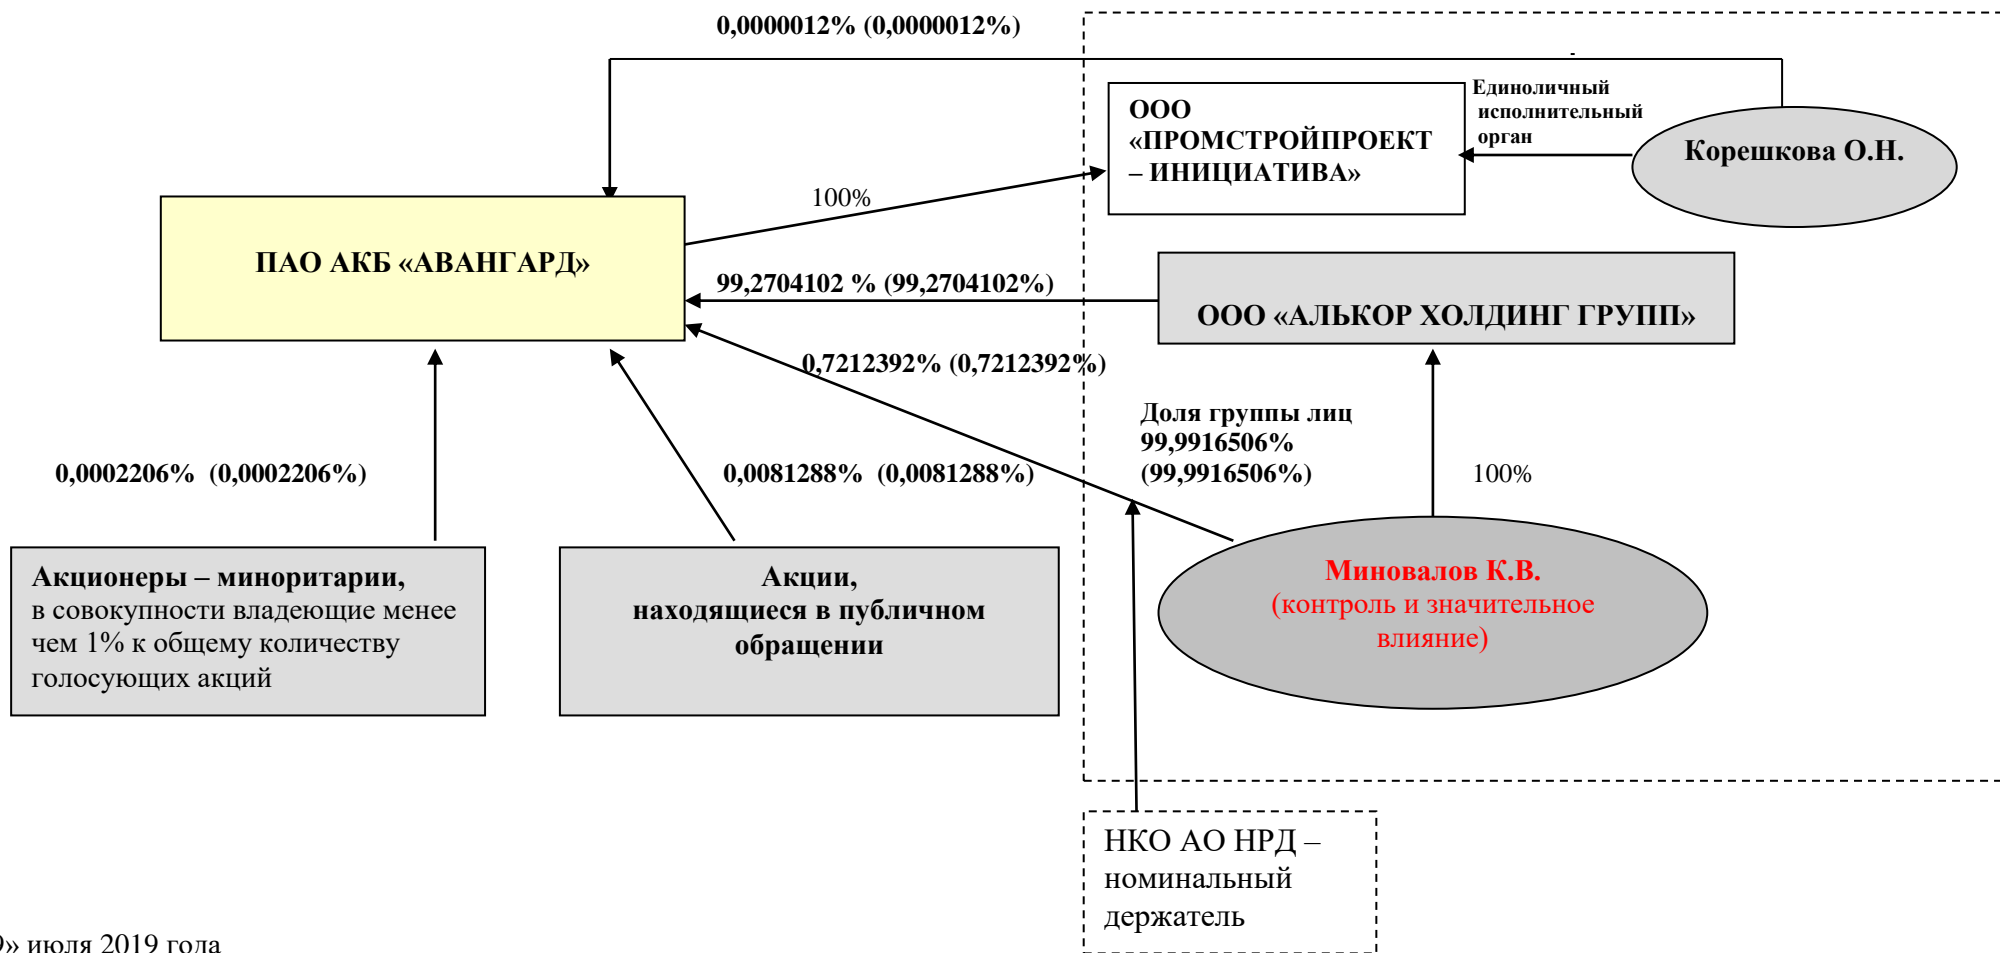 0,0000012% (0,0000012%)
-
Единоличный
исполнительный
орган
ООО
«ПРОМСТРОЙПРОЕКТ
– ИНИЦИАТИВА»
Корешкова О.Н.
100%
ПАО АКБ «АВАНГАРД»
99,2704102 % (99,2704102%)
ООО «АЛЬКОР ХОЛДИНГ ГРУПП»
0,7212392% (0,7212392%)
Доля группы лиц
99,9916506%
(99,9916506%)
100%
0,0002206% (0,0002206%)
0,0081288% (0,0081288%)
Акционеры – миноритарии,
в совокупности владеющие менее
чем 1% к общему количеству
голосующих акций
Акции,
находящиеся в публичном
обращении
Миновалов К.В.
(контроль и значительное
влияние)
НКО АО НРД –
номинальный
держатель
» июля 2019 года